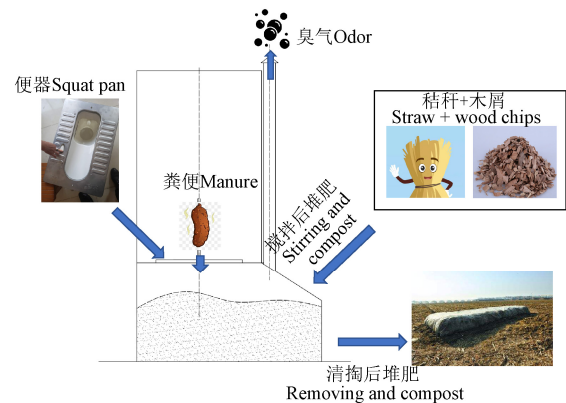 臭气Odor
便器Squat pan
秸秆+木屑
Straw + wood chips
粪便Manure
搅拌后堆肥
Stirring and
compost
清掏后堆肥
Removing and compost